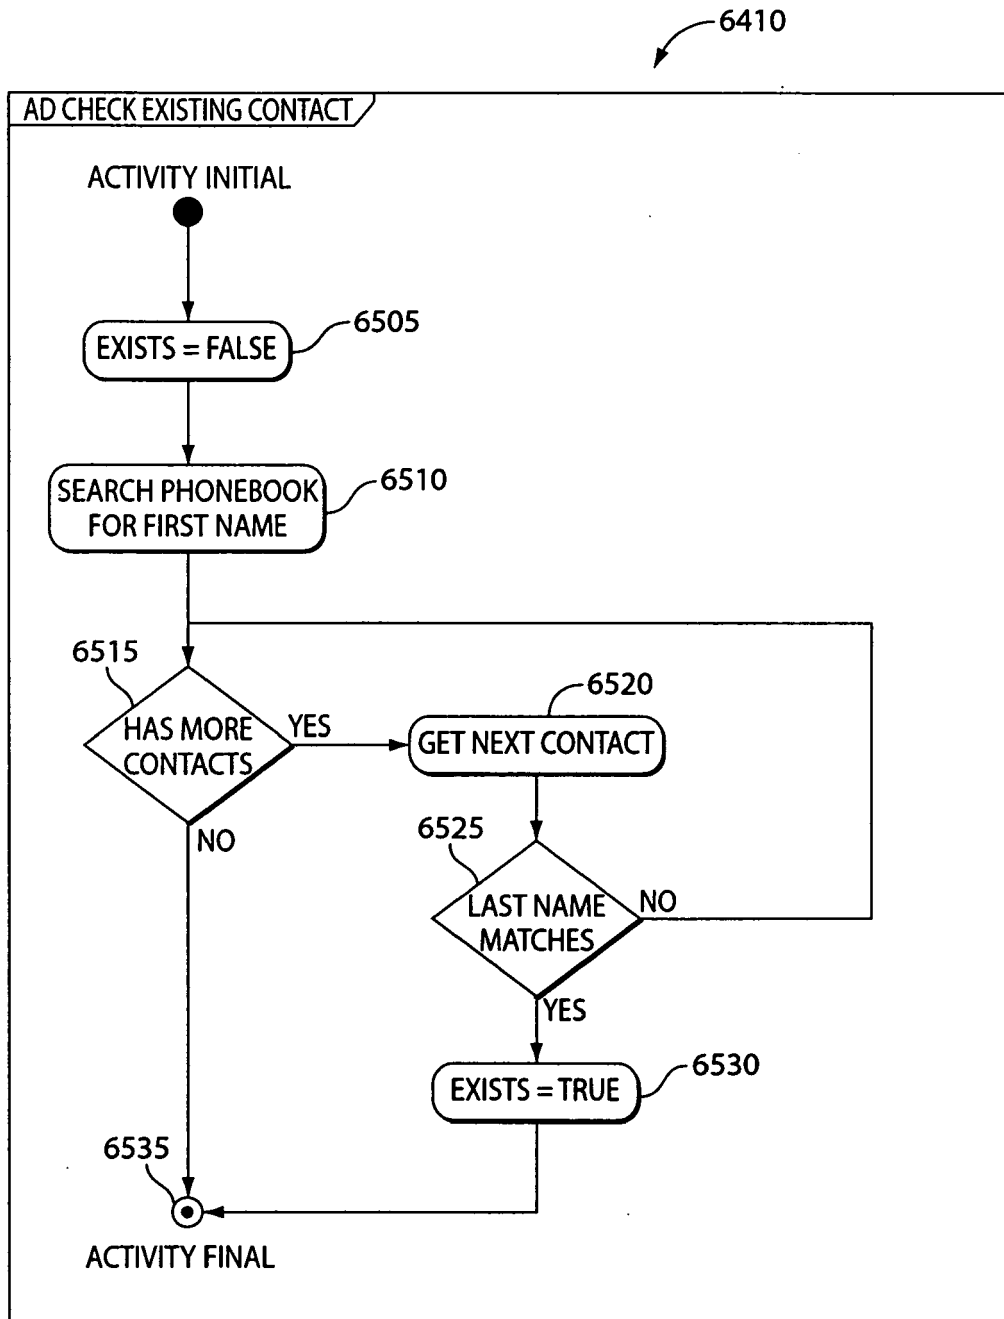 6410
AD CHECK EXISTING CONTACT
ACTIVITY INITIAL
6505
EXISTS = FALSE
6510
SEARCH PHONEBOOK
FOR FIRST NAME
6515
HAS MORE
CONTACTS
YES
NO
6520
GET NEXT CONTACT
6525
LAST NAME
MATCHES
NO
YES
6530
EXISTS = TRUE
6535
ACTIVITY FINAL